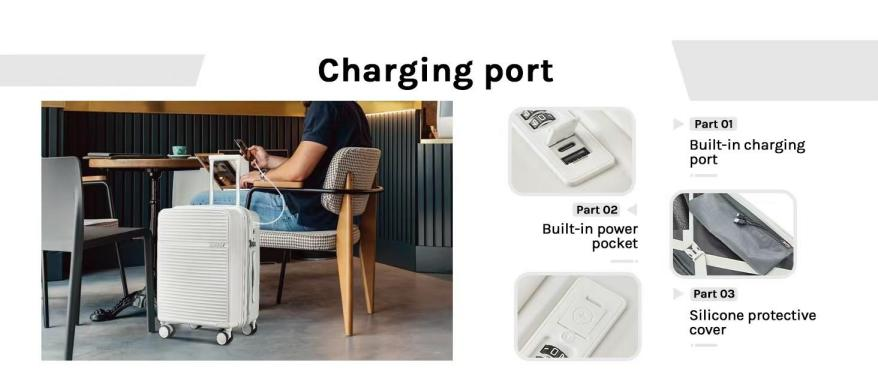 Charging port
Part 01
Built-in charging
port
Part 02
Built-in power
pocket
Part 03
Silicone protective
cover